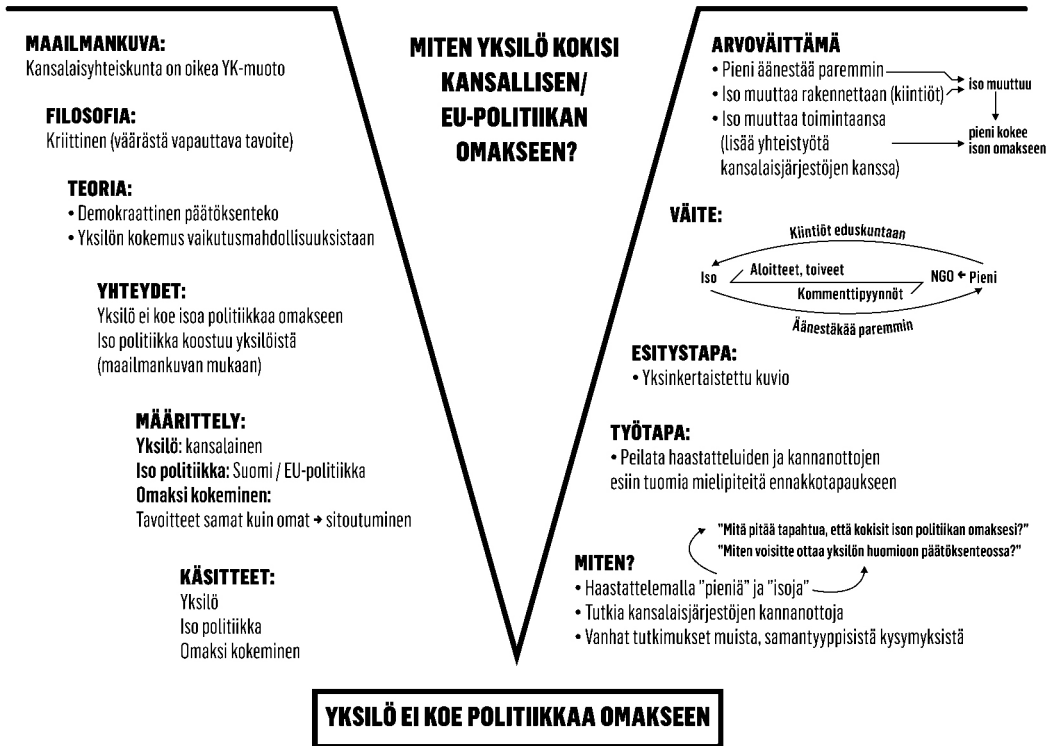 MAAILMANKUVA:
Kansalaisyhteiskunta on oikea YK-muoto
FILOSOFIA:
Kriittinen (väärästä vapauttava tavoite)
TEORIA:
• Demokraattinen päätöksenteko
• Yksilön kokemus vaikutusmahdollisuuksistaan
YHTEYDET:
Yksilö ei koe isoa politiikkaa omakseen
Iso politiikka koostuu yksilöistä
(maailmankuvan mukaan)
MÄÄRITTELY:
Yksilö: kansalainen
Iso politiikka: Suomi / EU-politiikka
Omaksi kokeminen:
Tavoitteet samat kuin omat → sitoutuminen
KÄSITTEET:
Yksilö
Iso politiikka
Omaksi kokeminen
MITEN YKSILÖ KOKISI
KANSALLISEN/
EU-POLITIIKAN
OMAKSEEN?
ARVOVÄITTÄMÄ
• Pieni äänestää paremmin
• Iso muuttaa rakennettaan (kiintiöt)
• Iso muuttaa toimintaansa
(lisää yhteistyötä
kansalaisjärestöjen kanssa)
iso muuttuu
pieni kokee
ison omakseen
VÄITE:
Kiintiöt eduskuntaan
Iso
Aloitteet, toiveet
Kommenttipyynnöt
NGO ← Pieni
Äänestäkää paremmin
ESITYSTAPA:
• Yksinkertaistettu kuvio
TYÖTAPA:
• Peilata haastatteluiden ja kannanottojen
esiin tuomia mielipiteitä ennakkotapaukseen
"Mitä pitää tapahtua, että kokisit ison politiikan omaksesi?"
"Miten voisitte ottaa yksilön huomioon päätöksenteossa?"
MITEN?
• Haastattelemalla "pieniä" ja "isoja"
• Tutkia kansalaisjärjestöjen kannanottoja
• Vanhat tutkimukset muista, samantyyppisistä kysymyksistä
YKSILÖ EI KOE POLITIIKKAA OMAKSEEN